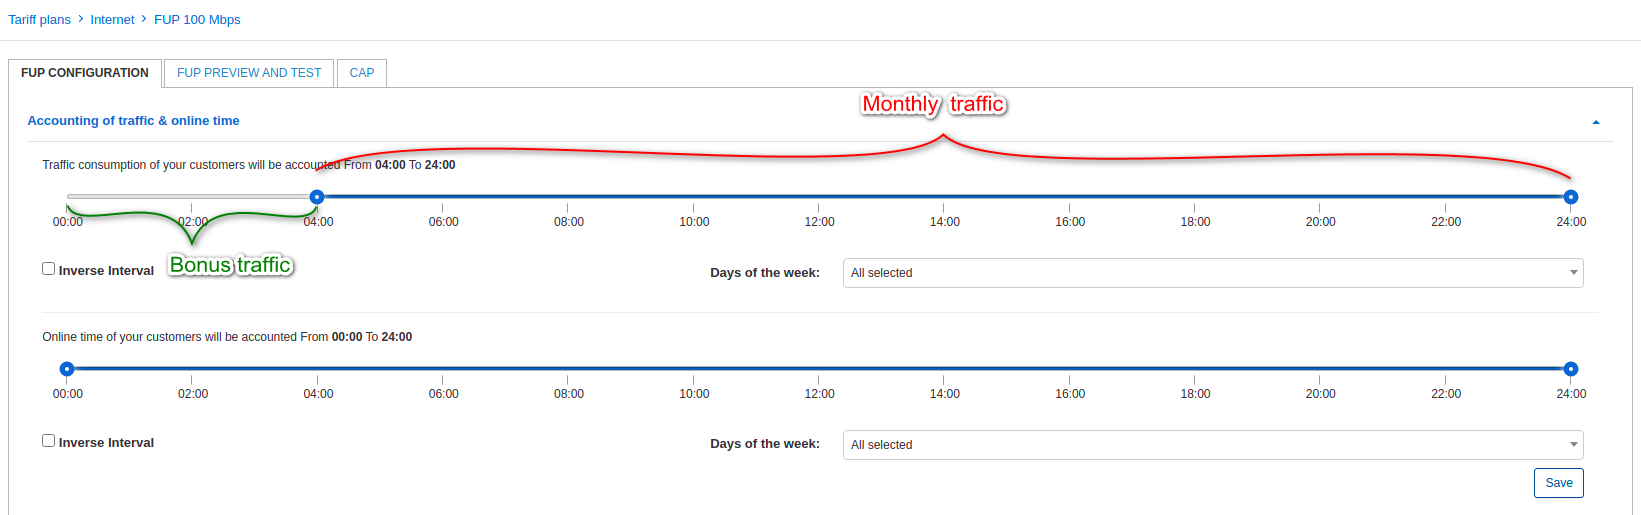 Tariff plans > Internet > FUP 100 Mbps
FUP CONFIGURATION FUP PREVIEW AND TEST CAP
Monthly traffic
Accounting of traffic & online time
Traffic consumption of your customers will be accounted From 04:00 To 24:00
00:00 02:00 04:00 06:00 08:00 10:00 12:00 14:00 16:00 18:00 20:00 22:00 24:00
Bonus traffic
Inverse Interval Days of the week: All selected
Online time of your customers will be accounted From 00:00 To 24:00
00:00 02:00 04:00 06:00 08:00 10:00 12:00 14:00 16:00 18:00 20:00 22:00 24:00
Inverse Interval Days of the week: All selected
Save